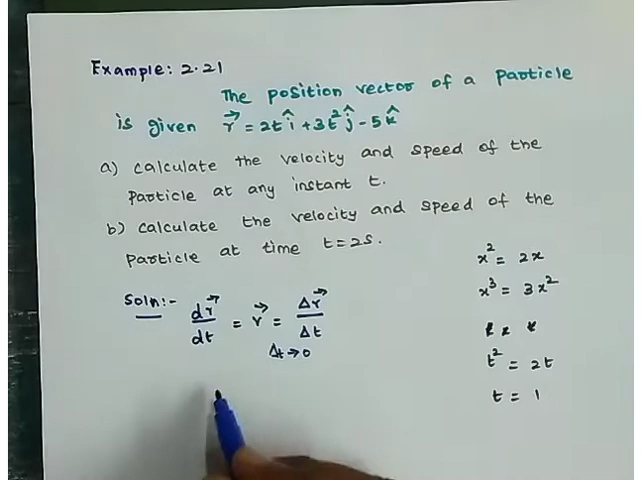 Example: 2.21
The position vector of a particle
is given r⃗ = 2t î + 3t² ĵ - 5 k̂
a) calculate the velocity and speed of the
particle at any instant t.
b) calculate the velocity and speed of the
particle at time t=2s.
x² = 2x
x³ = 3x²
t² = 2t
t = 1
Soln:- dr⃗/dt = r⃗ = Δr⃗/Δt
Δt→0